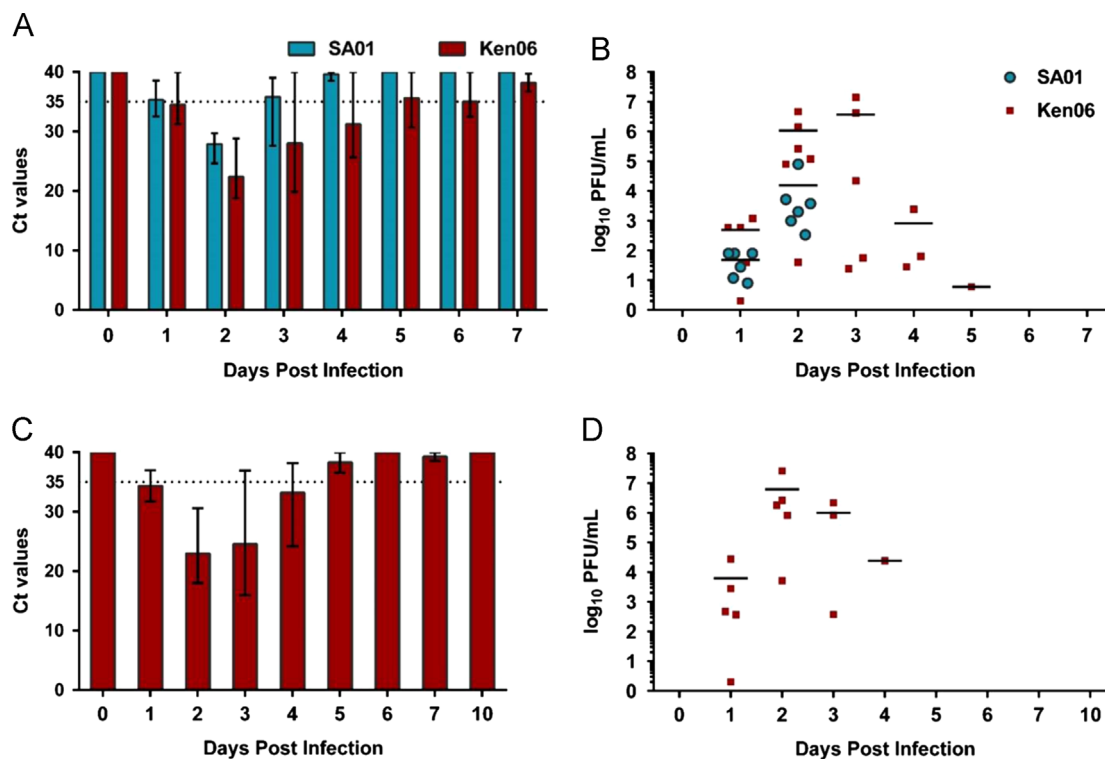 A
SA01 Ken06
Ct values
40
35
30
20
10
0
0 1 2 3 4 5 6 7
Days Post Infection
B
SA01
Ken06
log10 PFU/mL
8
7
6
5
4
3
2
1
0
0 1 2 3 4 5 6 7
Days Post Infection
C
Ct values
40
35
30
20
10
0
0 1 2 3 4 5 6 7 10
Days Post Infection
D
log10 PFU/mL
8
7
6
5
4
3
2
1
0
0 1 2 3 4 5 6 7 10
Days Post Infection